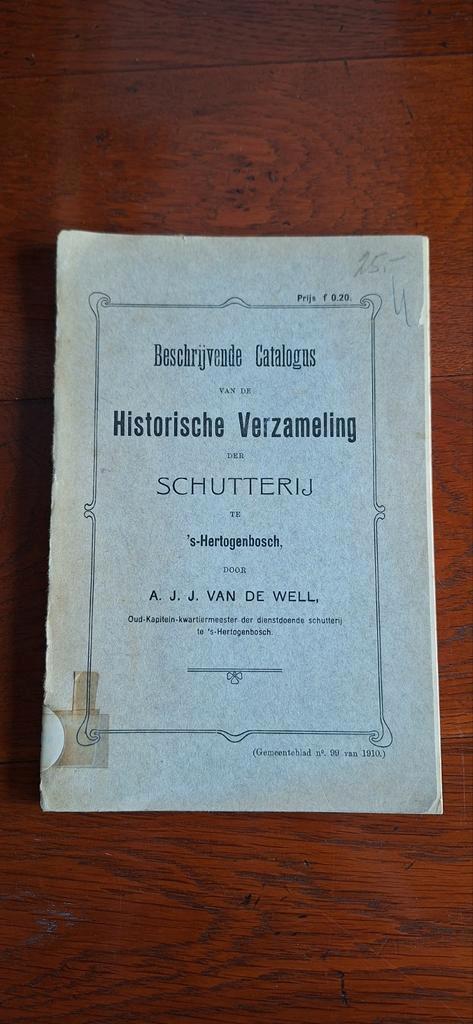 25.-
Prijs f 0.20.
Beschrijvende Catalogus
VAN DE
Historische Verzameling
DER
SCHUTTERIJ
TE
's-Hertogenbosch,
DOOR
A. J. J. VAN DE WELL,
Oud-Kapitein-kwartiermeester der dienstdoende schutterij
te 's-Hertogenbosch.
(Gemeenteblad nº. 99 van 1910.)